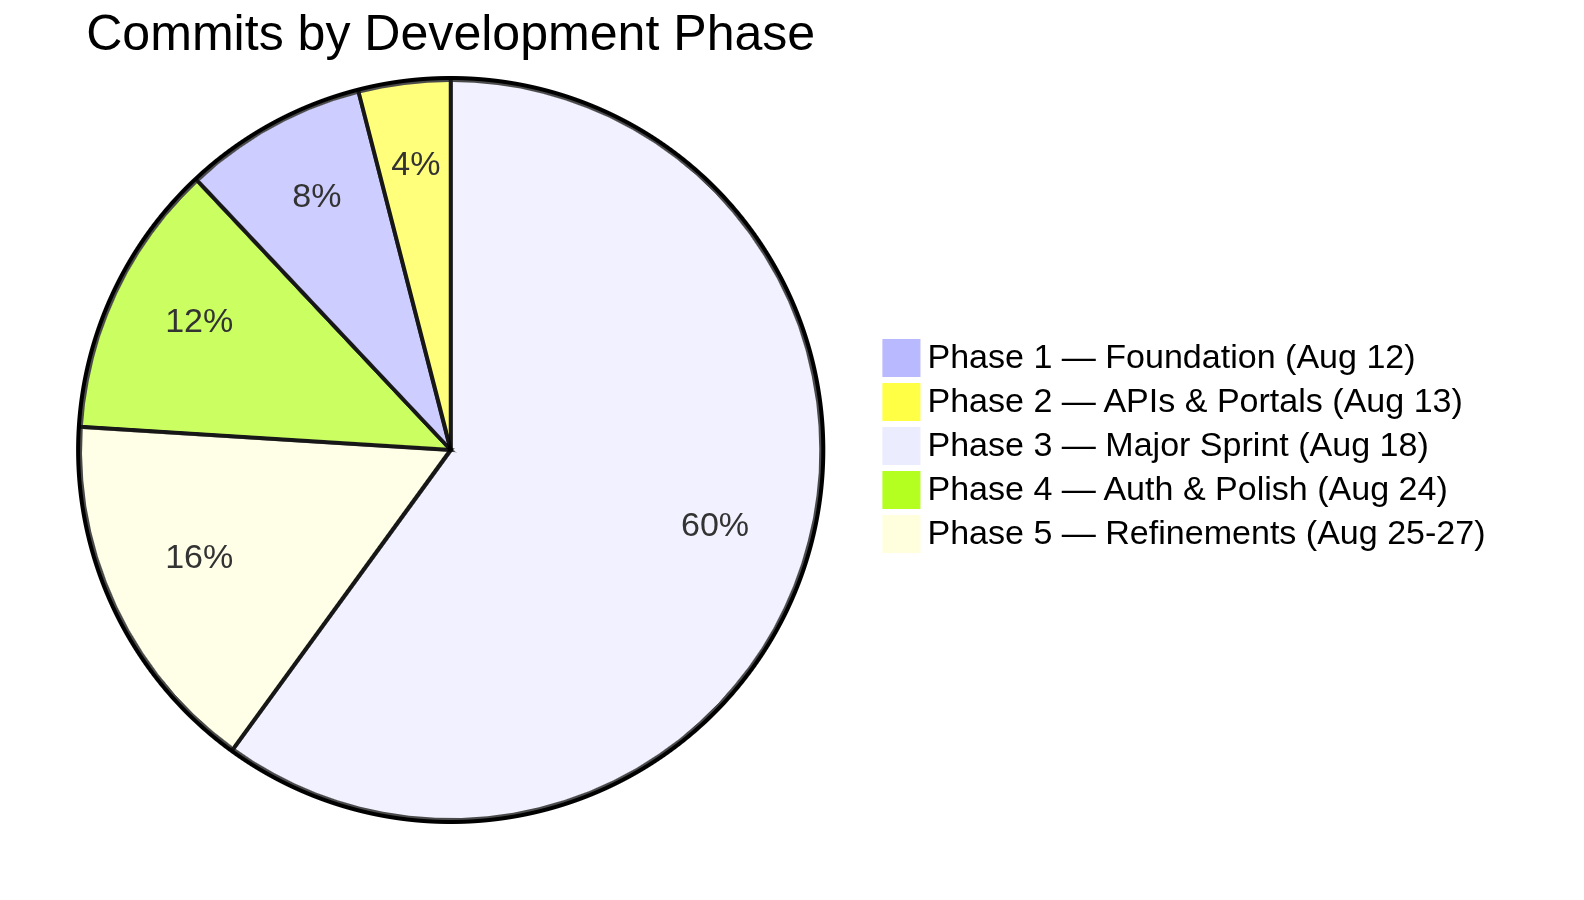 Commits by Development Phase
4%
8%
12%
16%
60%
Phase 1 — Foundation (Aug 12)
Phase 2 — APIs & Portals (Aug 13)
Phase 3 — Major Sprint (Aug 18)
Phase 4 — Auth & Polish (Aug 24)
Phase 5 — Refinements (Aug 25-27)